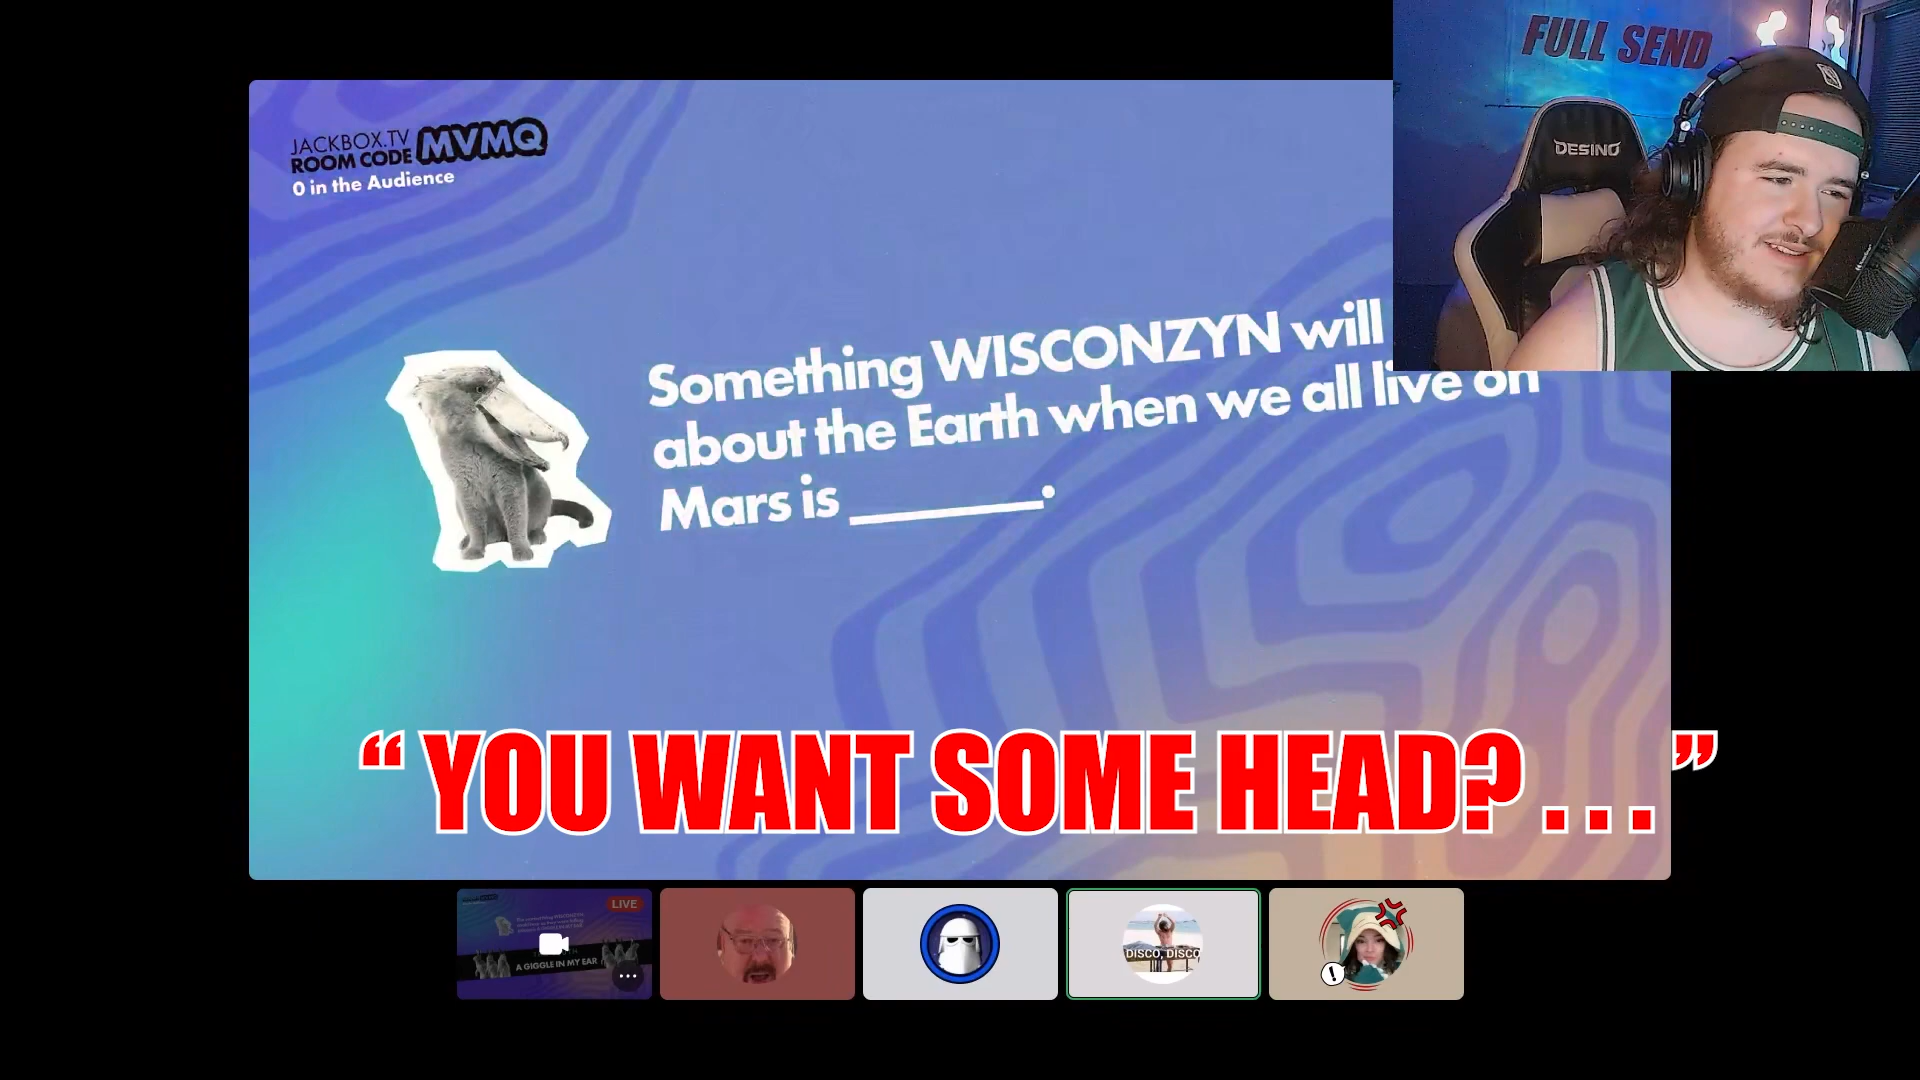 FULL SEND
JACKBOX.TV
ROOM CODE MVMQ
0 in the Audience
DESINO
Something WISCONZYN will
about the Earth when we all live on
Mars is ________.
“ YOU WANT SOME HEAD? . . . ”
LIVE
A GIGGLE IN MY EAR
DISCO, DISCO